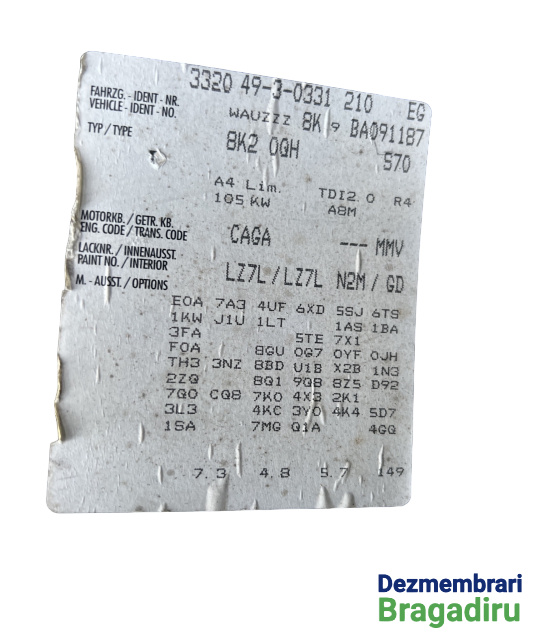 3320 49-3-0331 210 EG
FAHRZG. - IDENT - NR.
VEHICLE - IDENT - NO.
WAUZZZ 8K 9 BA091187
TYP / TYPE
8K2 0QH 570
A4 Lim. TDI2.0 R4
105 KW A8M
MOTORKB. / GETR. KB.
ENG. CODE / TRANS. CODE
CAGA --- MMV
LACKNR. / INNENAUSST.
PAINT NO. / INTERIOR
LZ7L / LZ7L N2M / GD
M. - AUSST. / OPTIONS
E0A 7A3 4UF 6XD 5SJ 6TS
1KW J1U 1LT 1AS 1BA
3FA 5TE 7X1
F0A 8GU 0G7 0YF 0JH
TH3 3NZ 8BD U1B X2B 1N3
2ZQ 8Q1 9Q8 8Z5 D92
7Q0 CQ8 7K0 4X3 2K1
3L3 4KC 3Y0 4K4 5D7
1SA 7MG Q1A 4GQ
7.3 4.8 5.7 149
Dezmembrari
Bragadiru